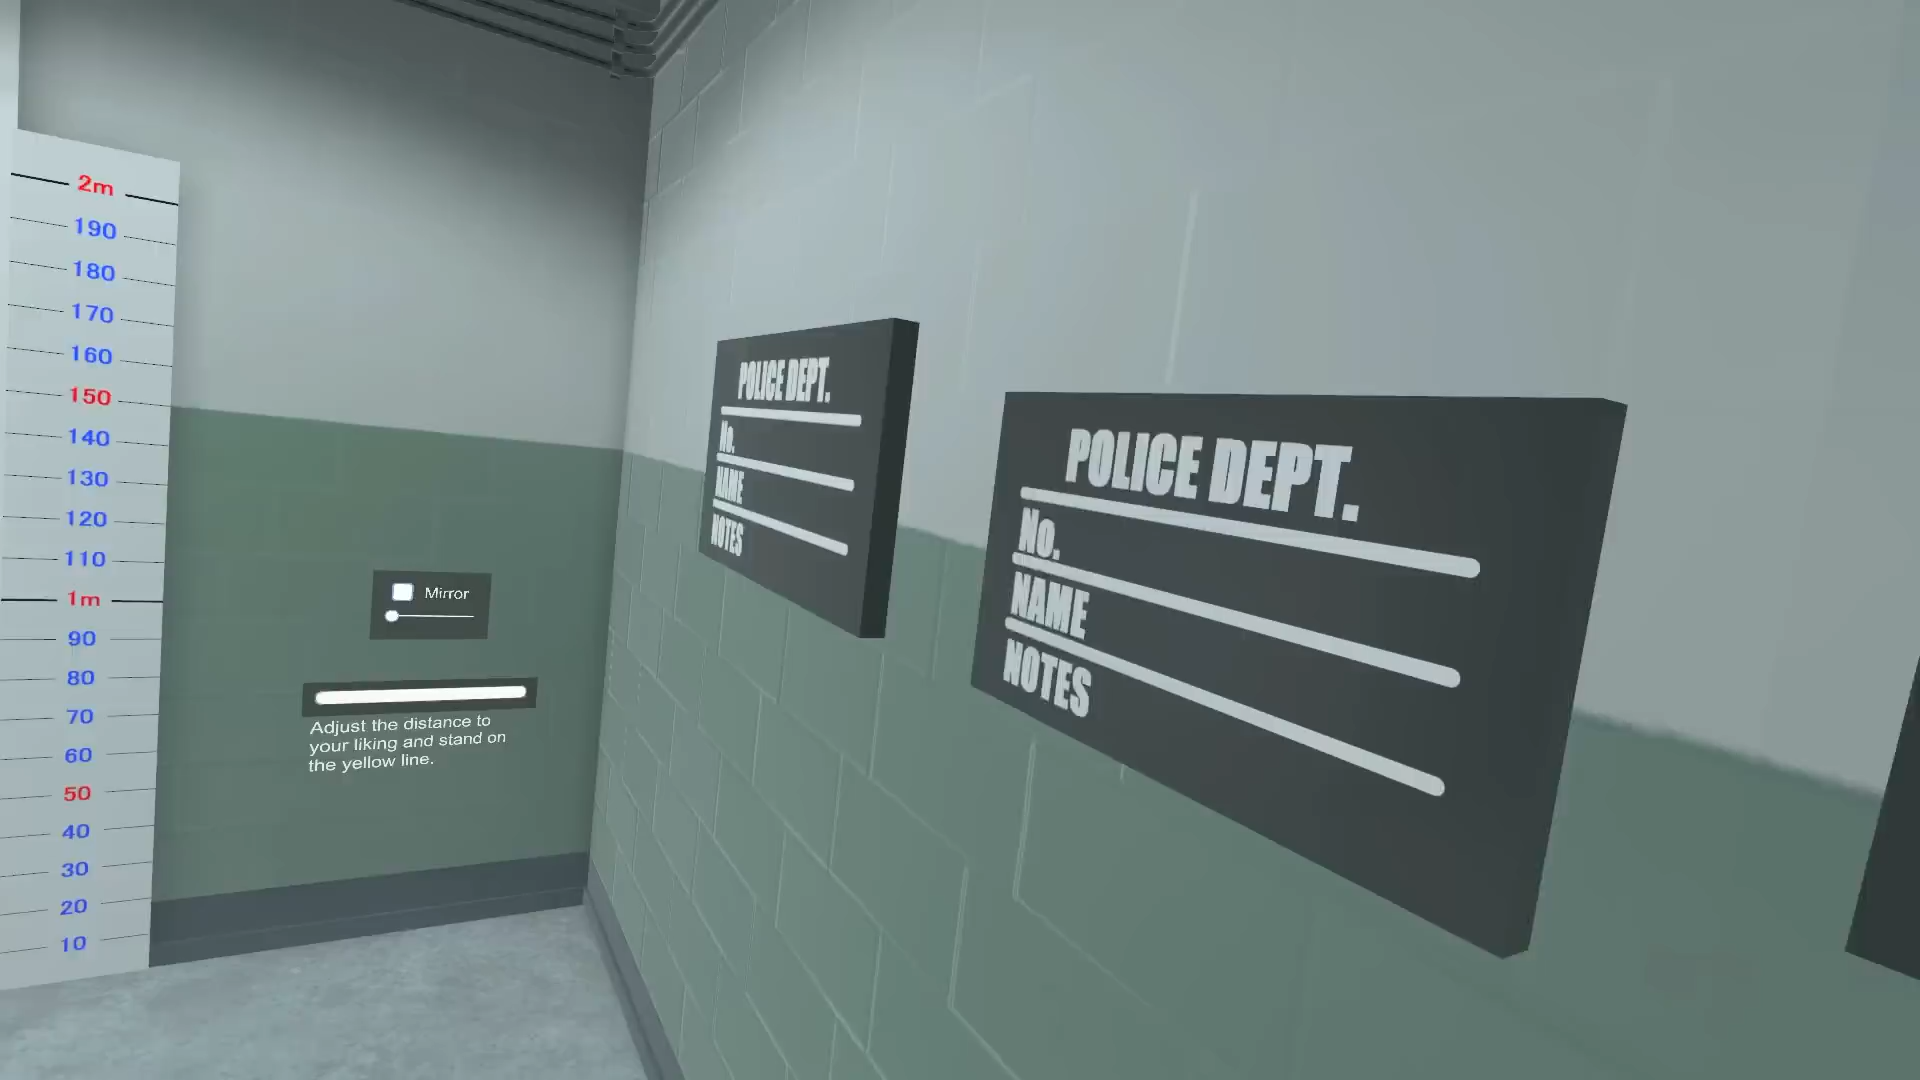 2m
190
180
170
160
150
140
130
120
110
1m
90
80
70
60
50
40
30
20
10
Mirror
Adjust the distance to
your liking and stand on
the yellow line.
POLICE DEPT.
No.
NAME
NOTES
POLICE DEPT.
No.
NAME
NOTES